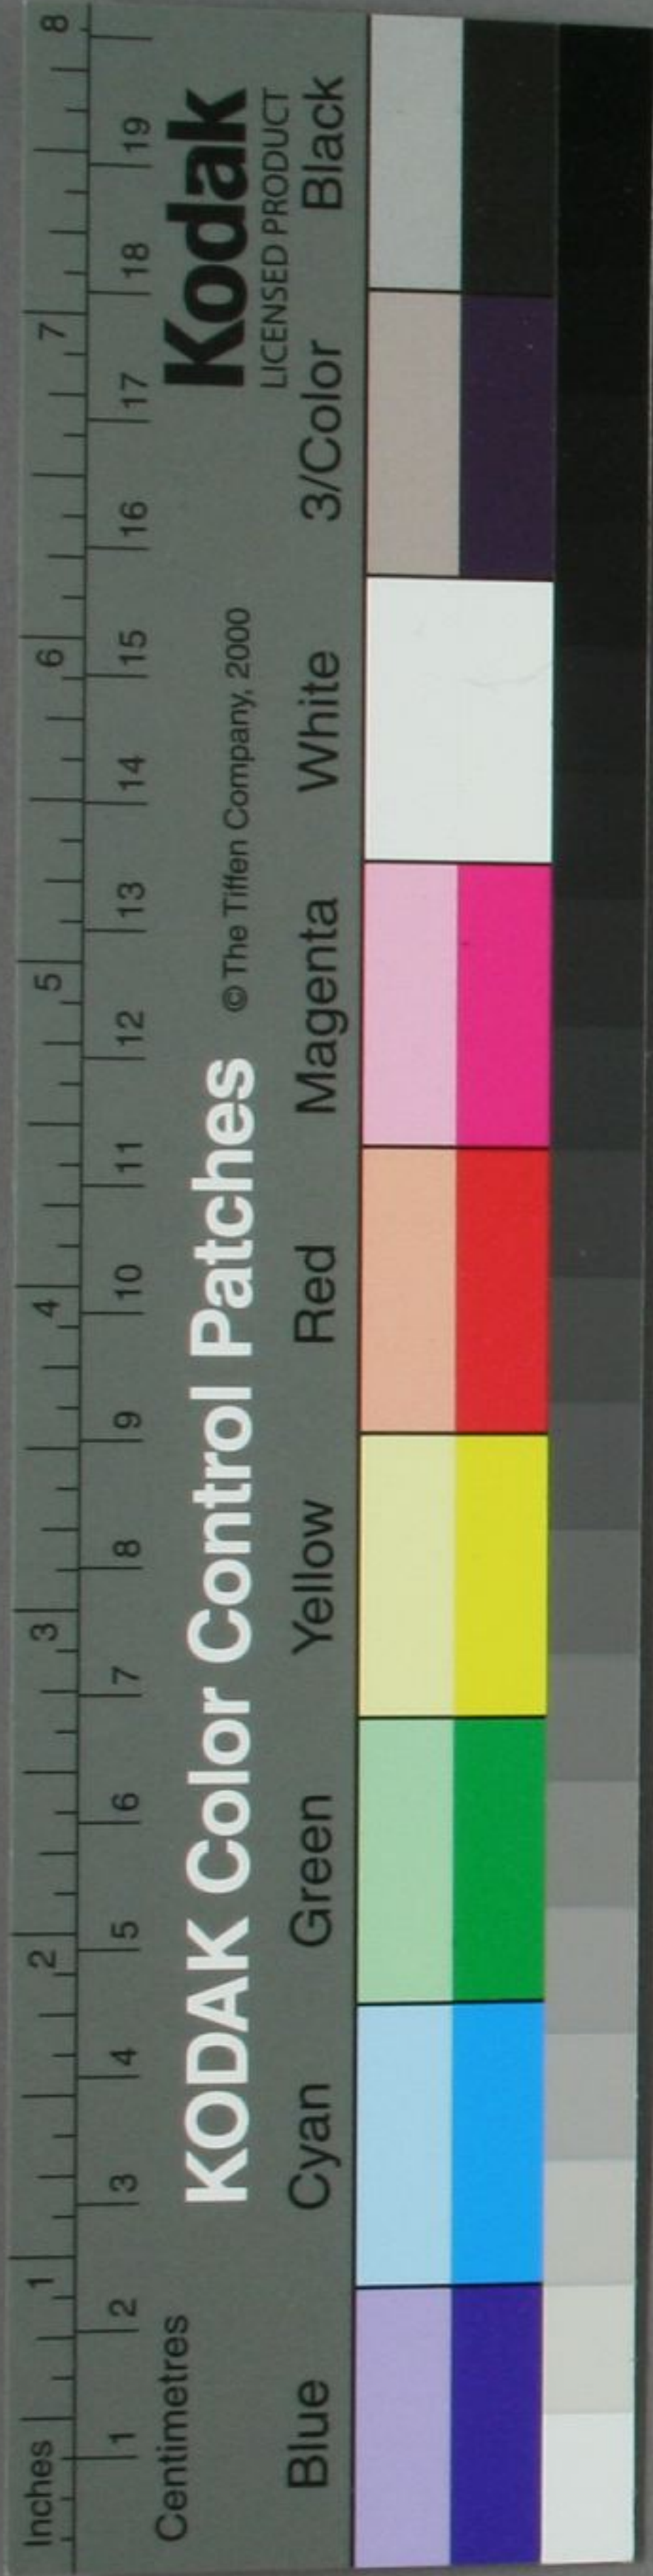 Inches 1 2 3 4 5 6 7 8
1 2 3 4 5 6 7 8 9 10 11 12 13 14 15 16 17 18 19
Centimetres
KODAK Color Control Patches © The Tiffen Company, 2000
Kodak
LICENSED PRODUCT
Blue Cyan Green Yellow Red Magenta White 3/Color Black